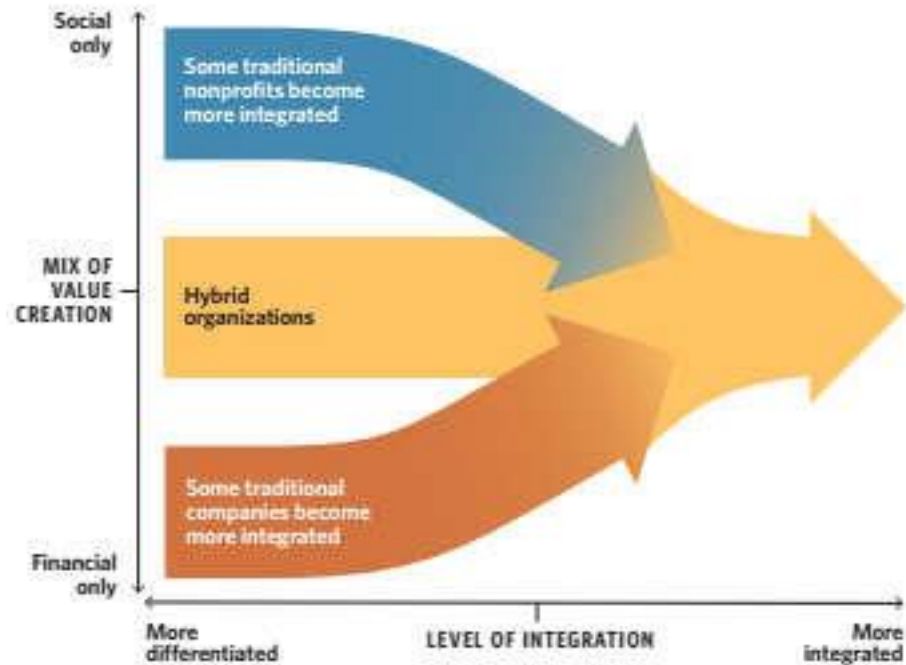 Social
only
Some traditional
nonprofits become
more integrated
MIX OF
VALUE
CREATION
Hybrid
organizations
Some traditional
companies become
more integrated
Financial
only
More
differentiated
LEVEL OF INTEGRATION
More
integrated